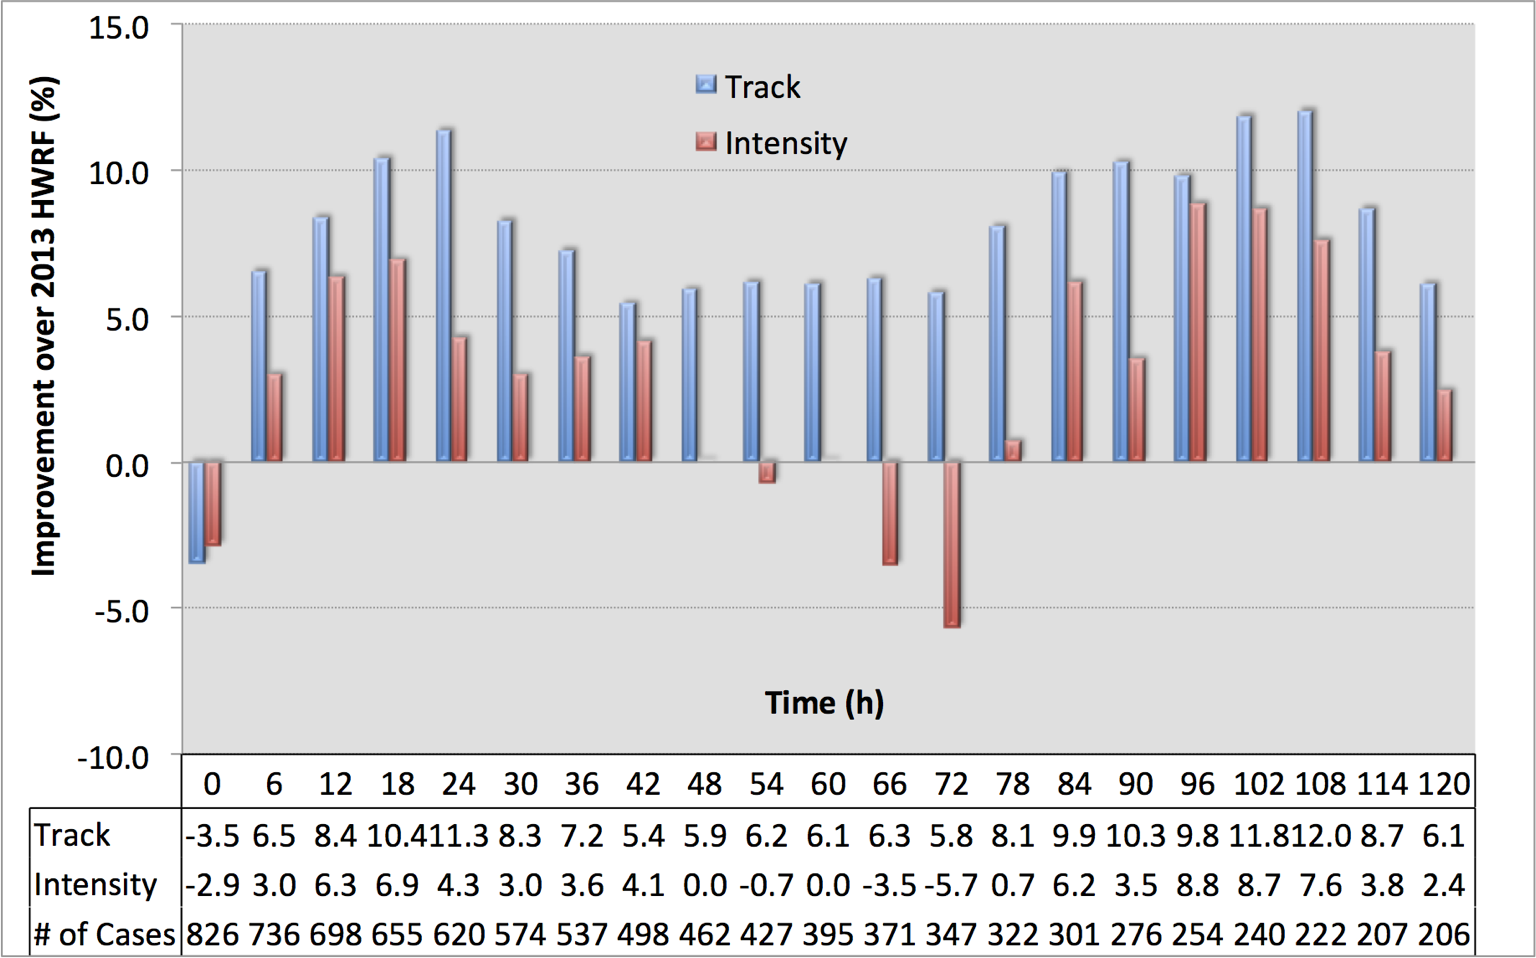 15.0
Track
Intensity
10.0
5.0
0.0
-5.0
-10.0
Improvement over 2013 HWRF (%)
Time (h)
0 6 12 18 24 30 36 42 48 54 60 66 72 78 84 90 96 102 108 114 120
Track -3.5 6.5 8.4 10.4 11.3 8.3 7.2 5.4 5.9 6.2 6.1 6.3 5.8 8.1 9.9 10.3 9.8 11.8 12.0 8.7 6.1
Intensity -2.9 3.0 6.3 6.9 4.3 3.0 3.6 4.1 0.0 -0.7 0.0 -3.5 -5.7 0.7 6.2 3.5 8.8 8.7 7.6 3.8 2.4
# of Cases 826 736 698 655 620 574 537 498 462 427 395 371 347 322 301 276 254 240 222 207 206